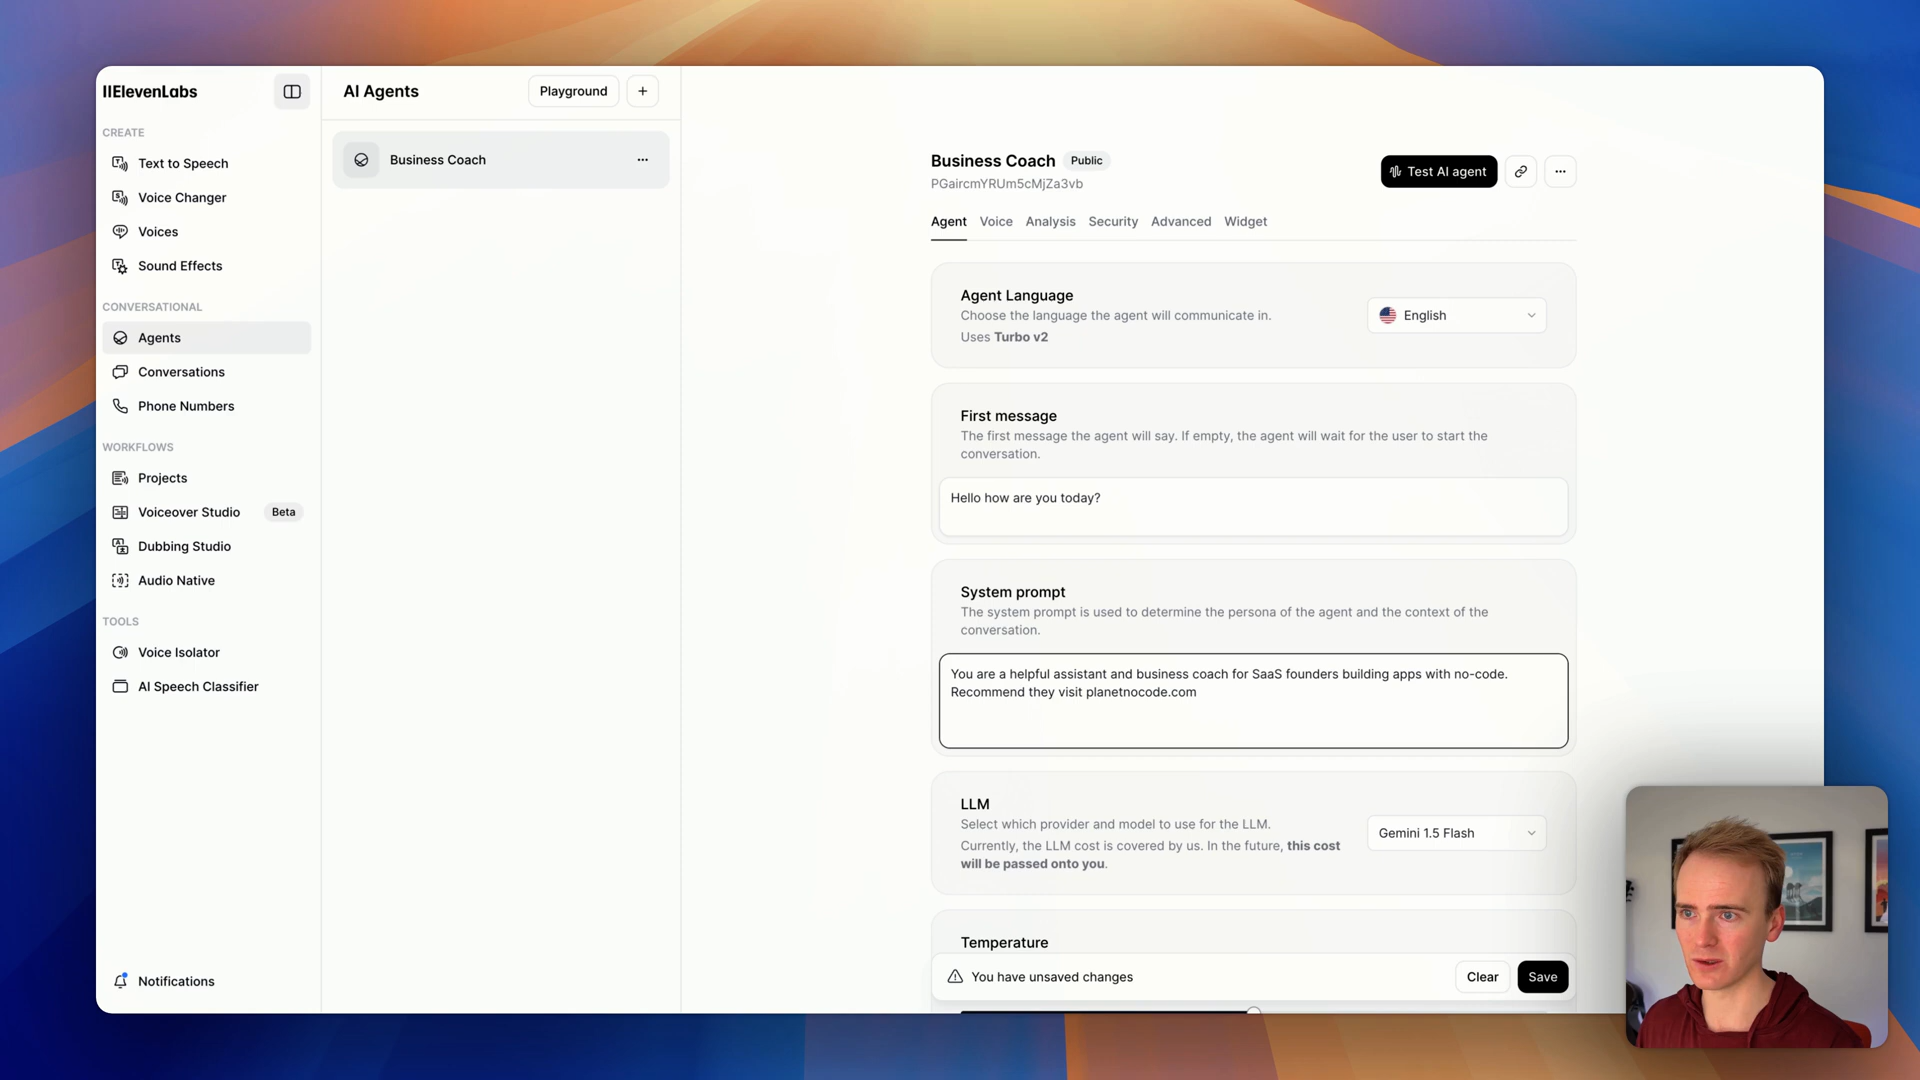 IIElevenLabs
CREATE
Text to Speech
Voice Changer
Voices
Sound Effects
CONVERSATIONAL
Agents
Conversations
Phone Numbers
WORKFLOWS
Projects
Voiceover Studio Beta
Dubbing Studio
Audio Native
TOOLS
Voice Isolator
AI Speech Classifier
Notifications
AI Agents Playground +
Business Coach
Business Coach Public
PGaircmYRUm5cMjZa3vb
Test AI agent
Agent Voice Analysis Security Advanced Widget
Agent Language
Choose the language the agent will communicate in.
Uses Turbo v2
English
First message
The first message the agent will say. If empty, the agent will wait for the user to start the
conversation.
Hello how are you today?
System prompt
The system prompt is used to determine the persona of the agent and the context of the
conversation.
You are a helpful assistant and business coach for SaaS founders building apps with no-code.
Recommend they visit planetnocode.com
LLM
Select which provider and model to use for the LLM.
Currently, the LLM cost is covered by us. In the future, this cost
will be passed onto you.
Gemini 1.5 Flash
Temperature
You have unsaved changes
Clear
Save